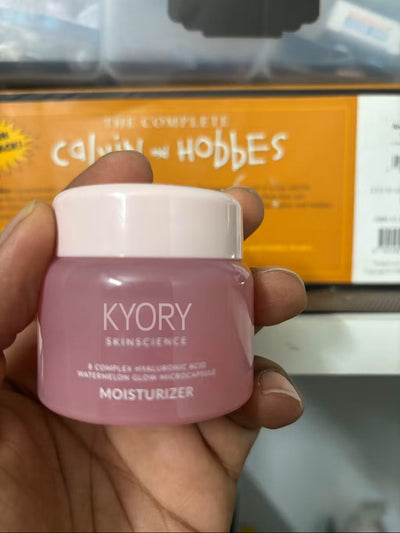 THE COMPLETE
Calvin AND HOBBES
KYORY
SKINSCIENCE
8 COMPLEX HYALURONIC ACID
WATERMELON GLOW MICROCAPSULE
MOISTURIZER